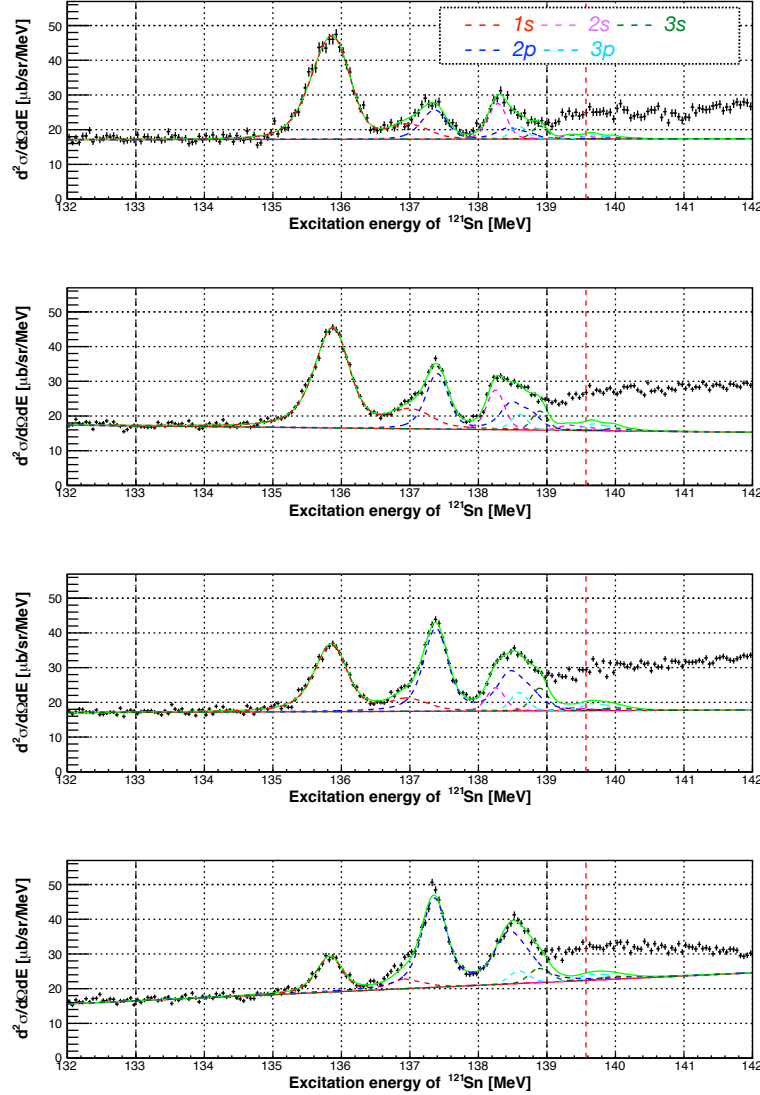 1s 2s 3s
2p 3p
d²σ/dΩdE [μb/sr/MeV]
50
40
30
20
10
0
132 133 134 135 136 137 138 139 140 141 142
Excitation energy of ¹²¹Sn [MeV]
d²σ/dΩdE [μb/sr/MeV]
50
40
30
20
10
0
132 133 134 135 136 137 138 139 140 141 142
Excitation energy of ¹²¹Sn [MeV]
d²σ/dΩdE [μb/sr/MeV]
50
40
30
20
10
0
132 133 134 135 136 137 138 139 140 141 142
Excitation energy of ¹²¹Sn [MeV]
d²σ/dΩdE [μb/sr/MeV]
50
40
30
20
10
0
132 133 134 135 136 137 138 139 140 141 142
Excitation energy of ¹²¹Sn [MeV]